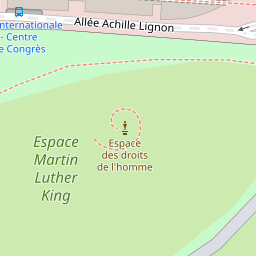 Allée Achille Lignon
Internationale
- Centre
e Congrès
Espace
des droits
de l'homme
Espace
Martin
Luther
King